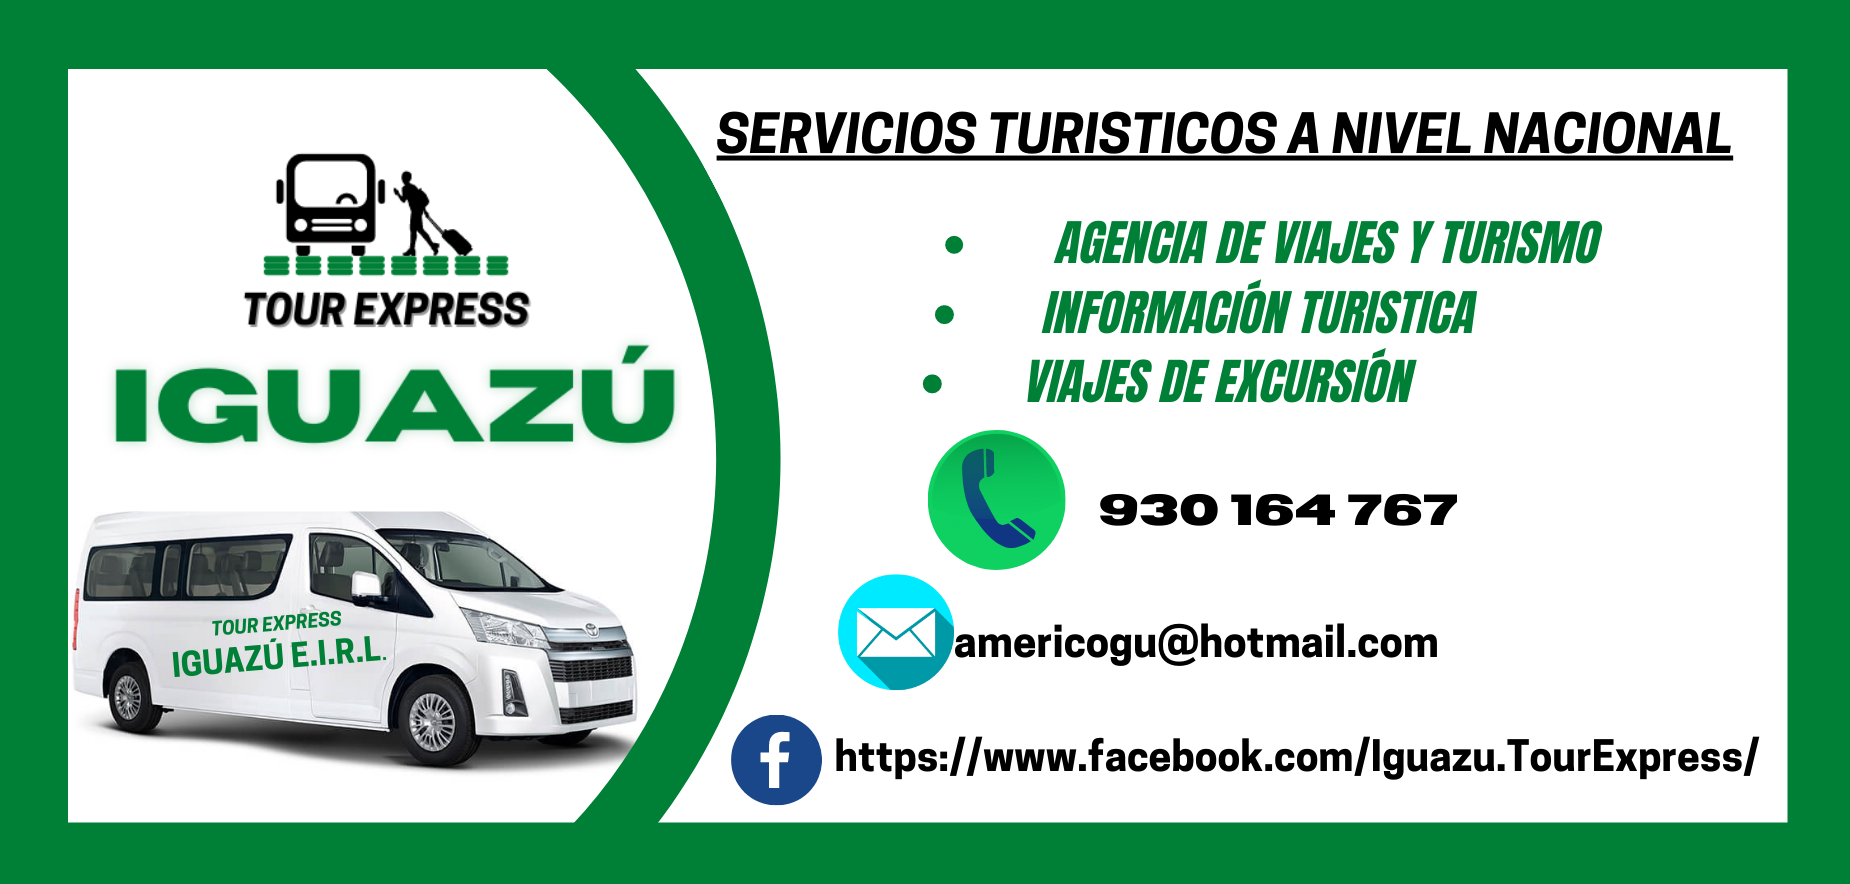 TOUR EXPRESS
IGUAZÚ
TOUR EXPRESS
IGUAZÚ E.I.R.L.
SERVICIOS TURISTICOS A NIVEL NACIONAL
• AGENCIA DE VIAJES Y TURISMO
• INFORMACIÓN TURISTICA
• VIAJES DE EXCURSIÓN
930 164 767
americogu@hotmail.com
https://www.facebook.com/Iguazu.TourExpress/